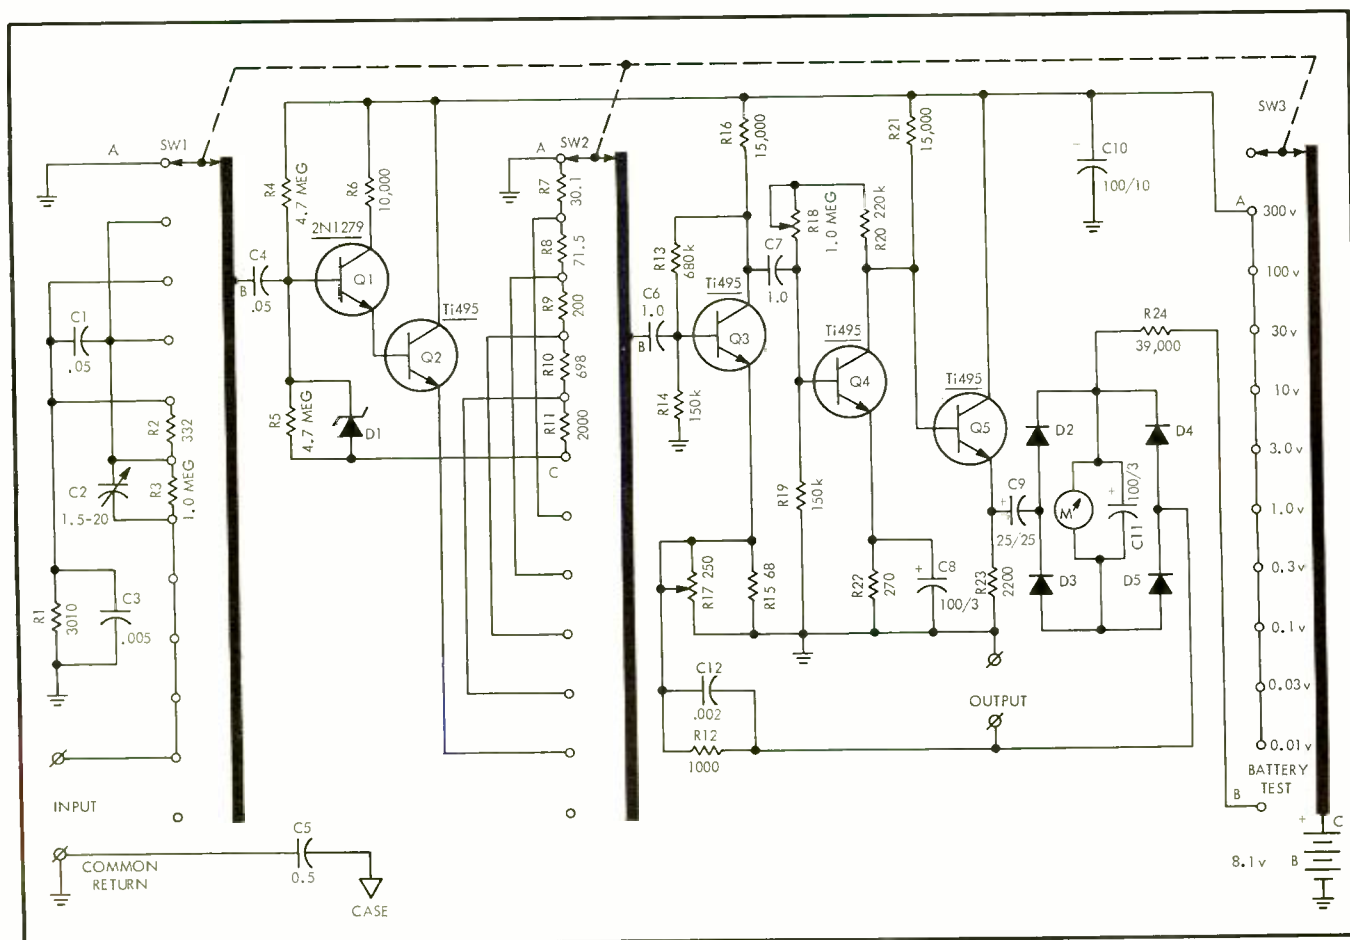 A
SW1
R4
4.7 MEG
R6
10,000
2N1279
Q1
C4
B
.05
C1
.05
R2
332
R3
1.0 MEG
C2
1.5-20
R1
3010
C3
.005
R5
4.7 MEG
D1
Ti495
Q2
A
SW2
R7
30.1
R8
71.5
R9
200
R10
698
R11
2000
C
C6
1.0
B
R13
680k
R14
150k
R16
15,000
Ti495
Q3
C7
1.0
R18
1.0 MEG
R20 220k
Ti495
Q4
R19
150k
R21
15,000
Ti495
Q5
C10
100/10
C9
+
25/25
D2
D3
D4
D5
M
+
100/3
C11
R24
39,000
R17 250
R15 68
R22
270
+
C8
100/3
R23
2200
C12
.002
R12
1000
OUTPUT
SW3
A
300 v
100 v
30 v
10 v
3.0 v
1.0 v
0.3 v
0.1 v
0.03 v
0.01 v
BATTERY
TEST
B
+
C
8.1 v
B
INPUT
COMMON
RETURN
C5
0.5
CASE